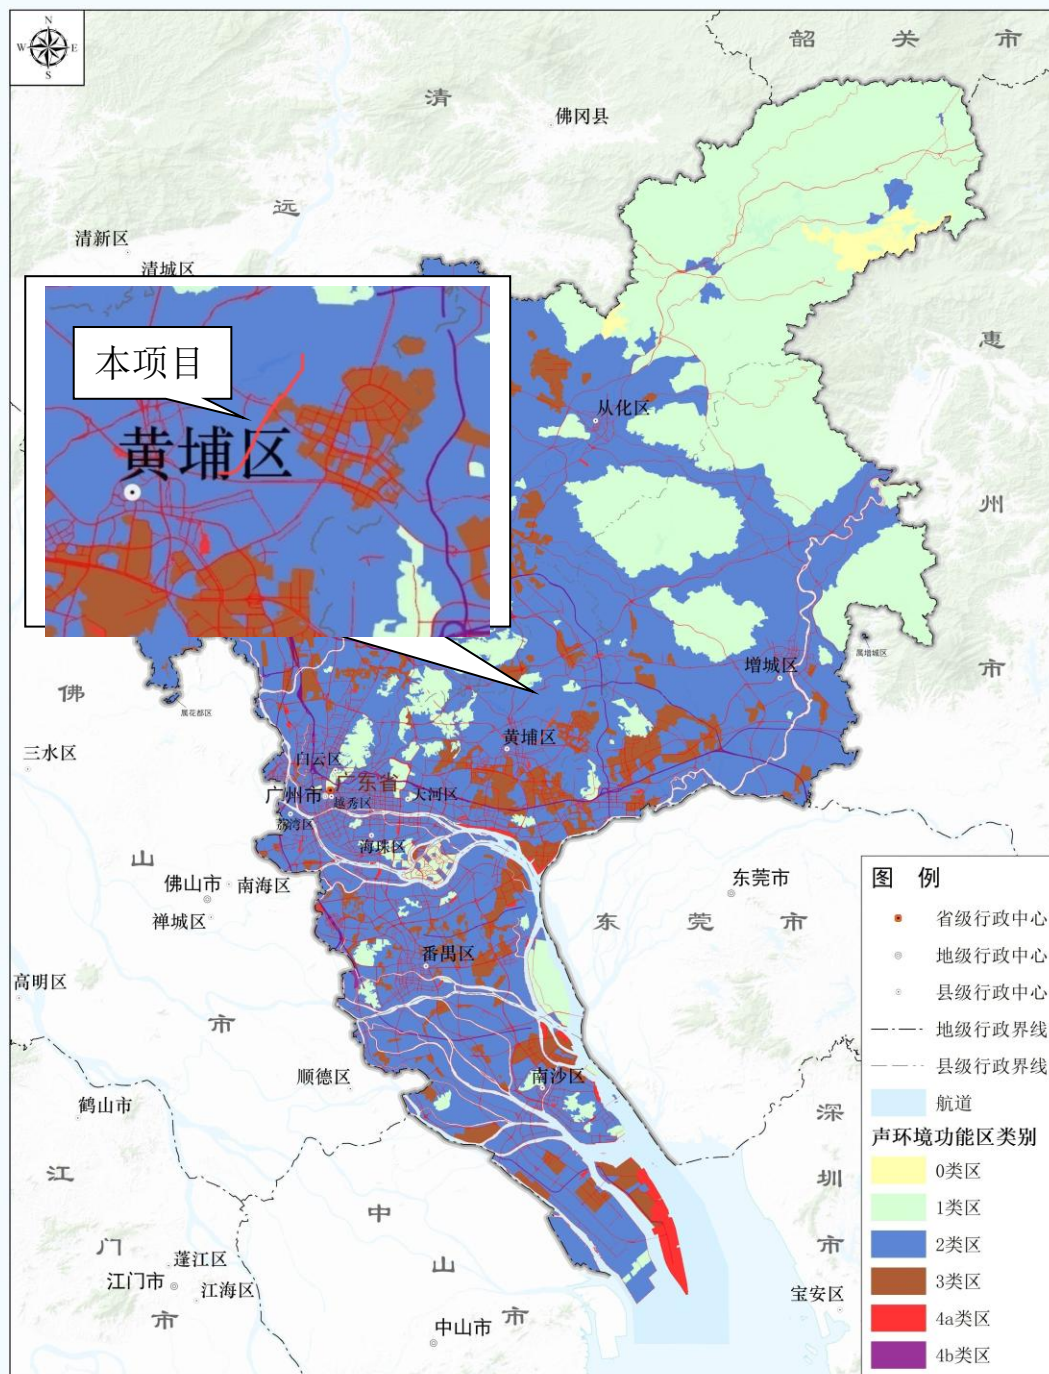 N
W E
S
韶 关 市
清
佛冈县
远
清新区
清城区
惠
本项目
黄埔区
从化区
州
增城区
属增城区
市
佛
属花都区
三水区
黄埔区
白云区
广东省
广州市
越秀区
天河区
荔湾区
海珠区
山
佛山市
南海区
禅城区
东莞市
东 莞 市
番禺区
高明区
市
顺德区
南沙区
鹤山市
深
江
圳
中
门
市
蓬江区
山
江门市
江海区
宝安区
市
市
中山市
图 例
省级行政中心
地级行政中心
县级行政中心
地级行政界线
县级行政界线
航道
声环境功能区类别
0类区
1类区
2类区
3类区
4a类区
4b类区